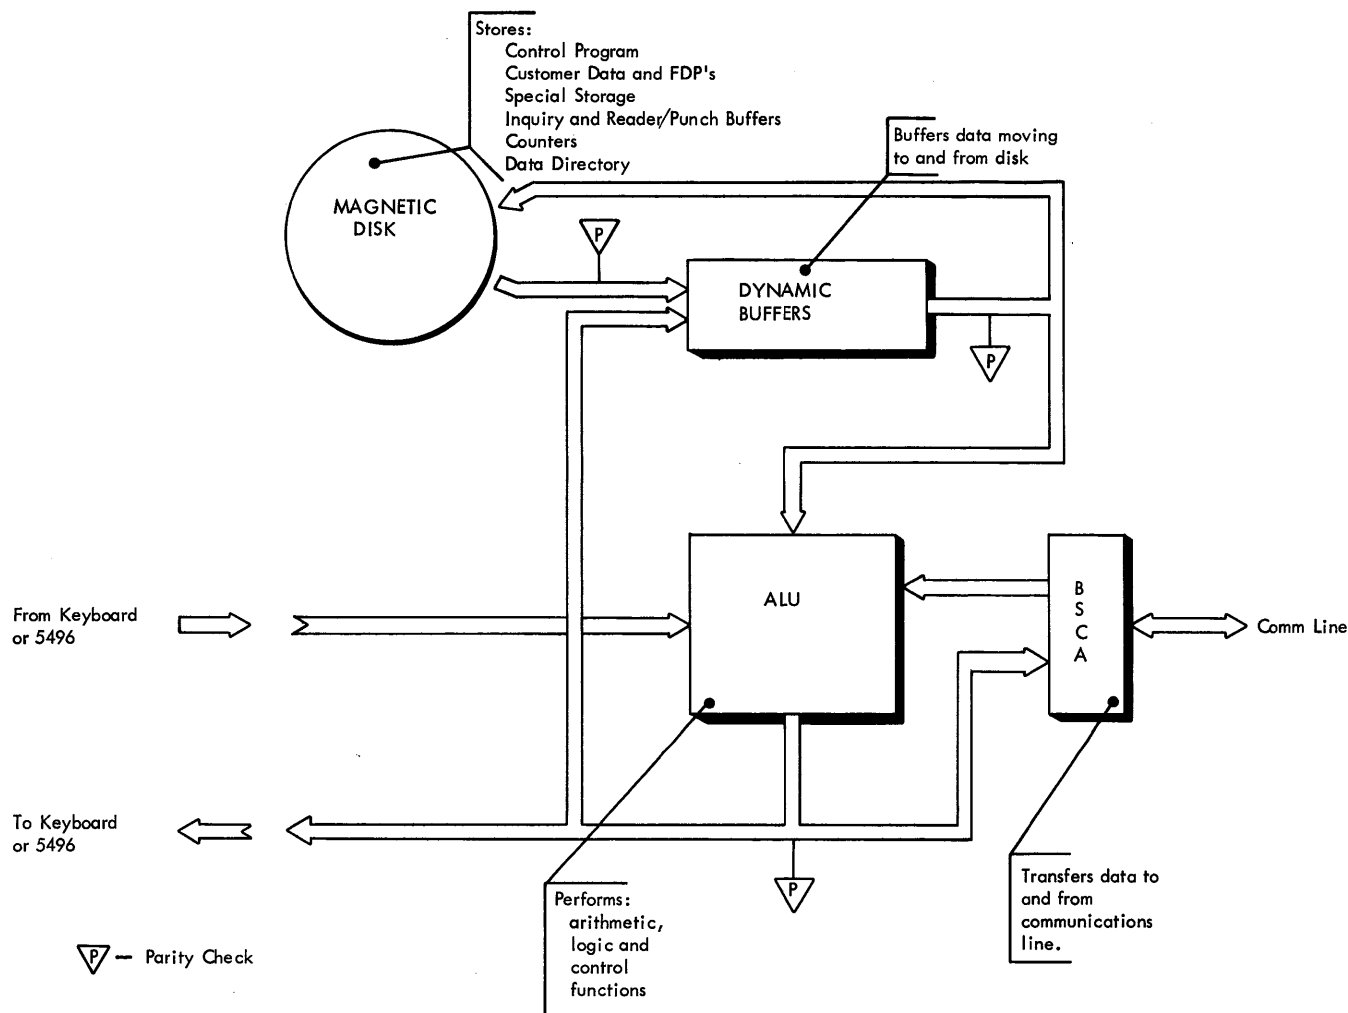 Stores:
Control Program
Customer Data and FDP's
Special Storage
Inquiry and Reader/Punch Buffers
Counters
Data Directory
Buffers data moving
to and from disk
MAGNETIC
DISK
P
DYNAMIC
BUFFERS
P
ALU
B
S
C
A
From Keyboard
or 5496
Comm Line
To Keyboard
or 5496
P
Performs:
arithmetic,
logic and
control
functions
Transfers data to
and from
communications
line.
P – Parity Check